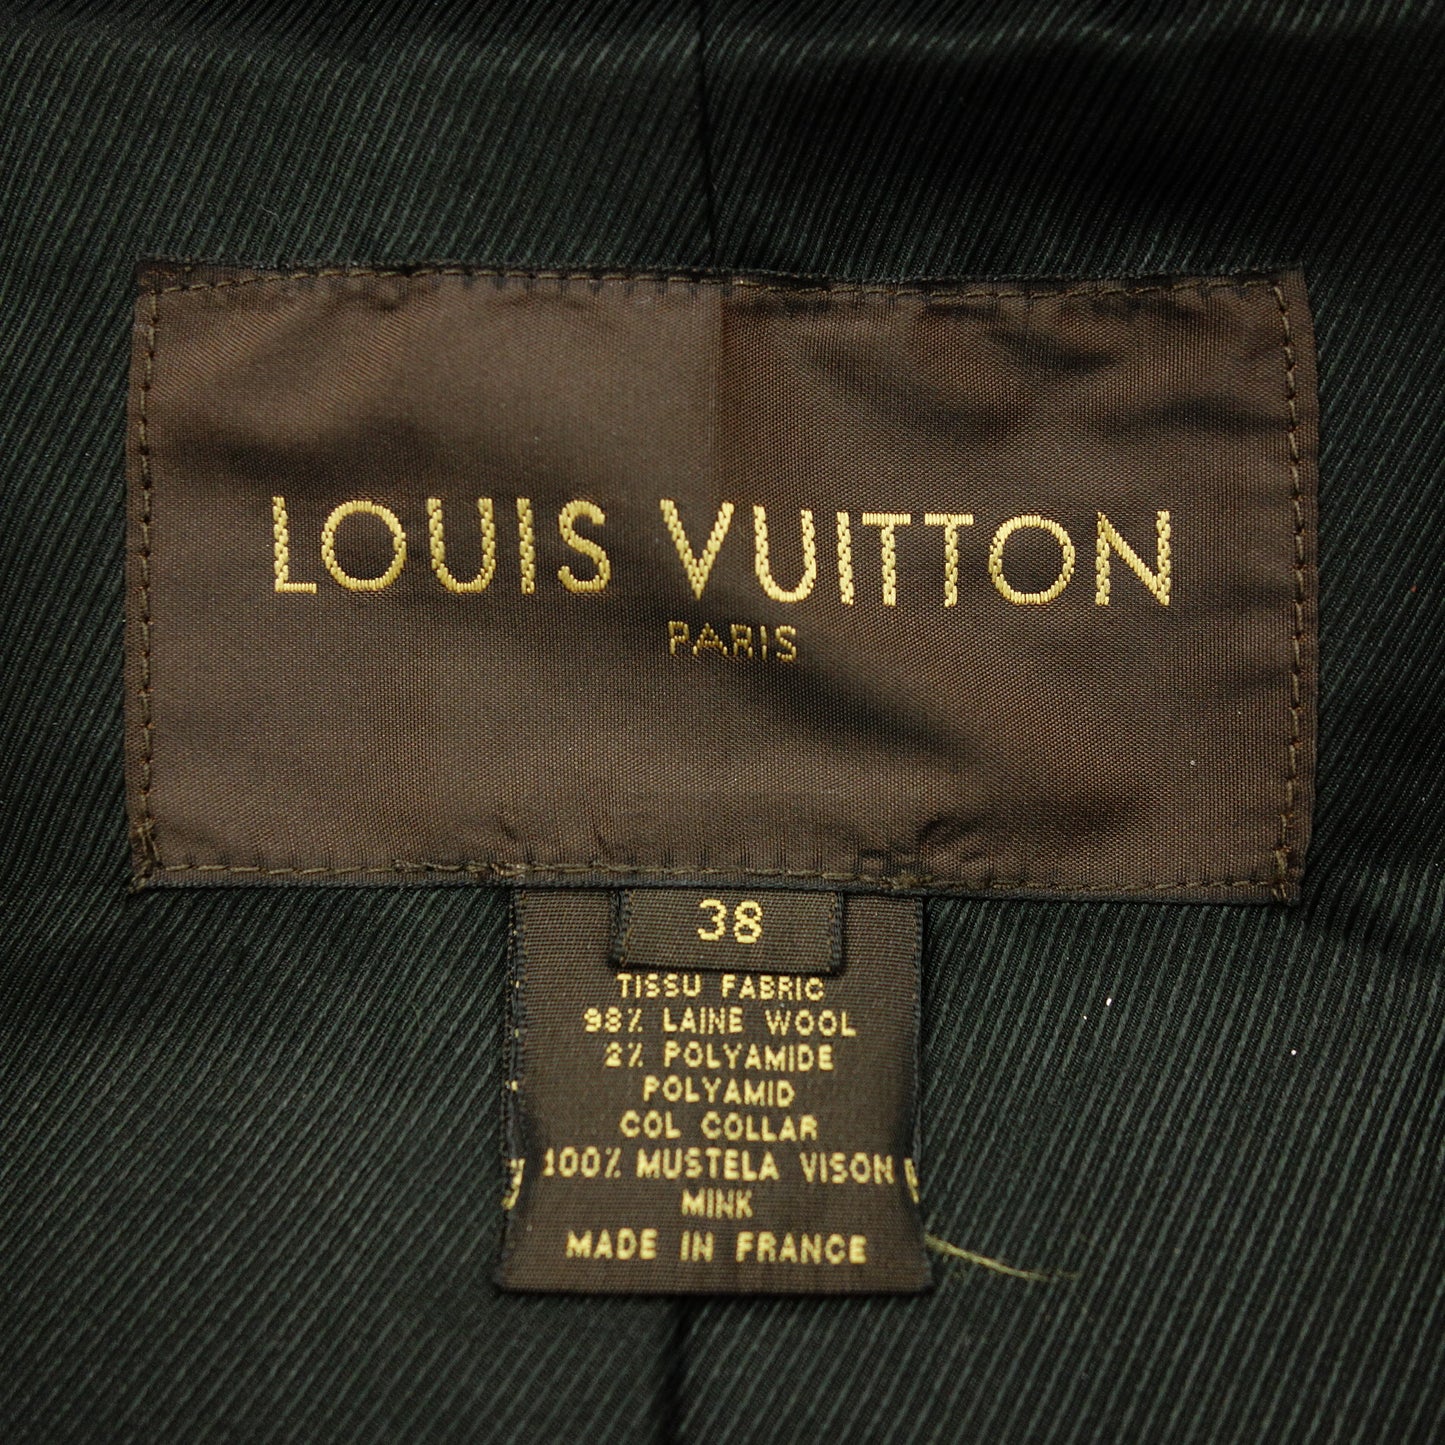 LOUIS VUITTON
PARIS
38
TISSU FABRIC
98% LAINE WOOL
2% POLYAMIDE
POLYAMID
COL COLLAR
100% MUSTELA VISON
MINK
MADE IN FRANCE